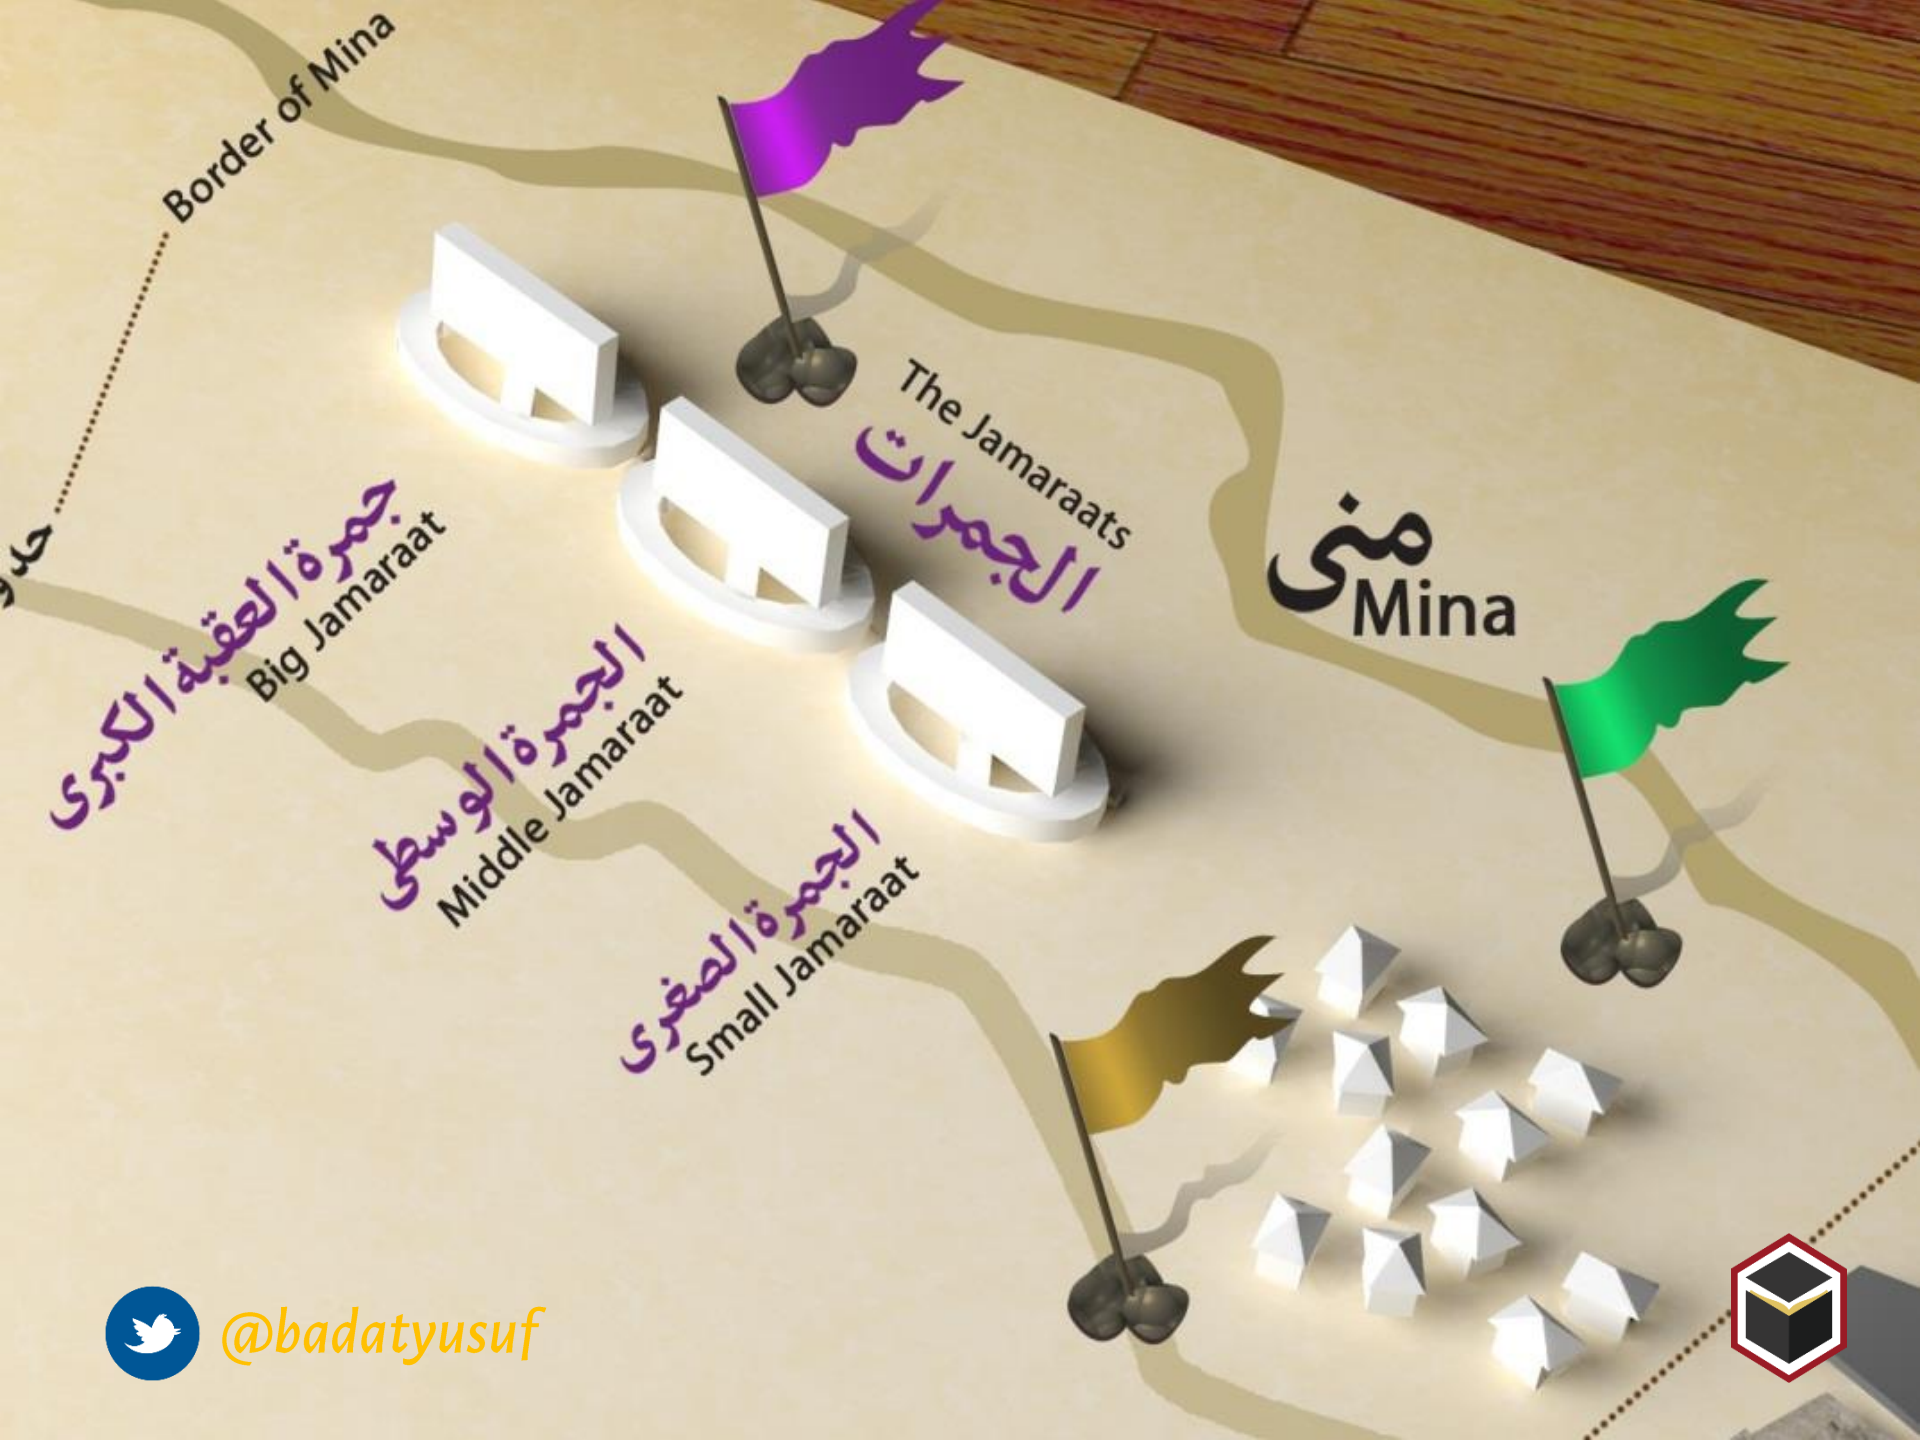 Border of Mina
The Jamaraats
الجمرات
منى
Mina
جمرة العقبة الكبرى
Big Jamaraat
الجمرة الوسطى
Middle Jamaraat
الجمرة الصغرى
Small Jamaraat
@badatyusuf